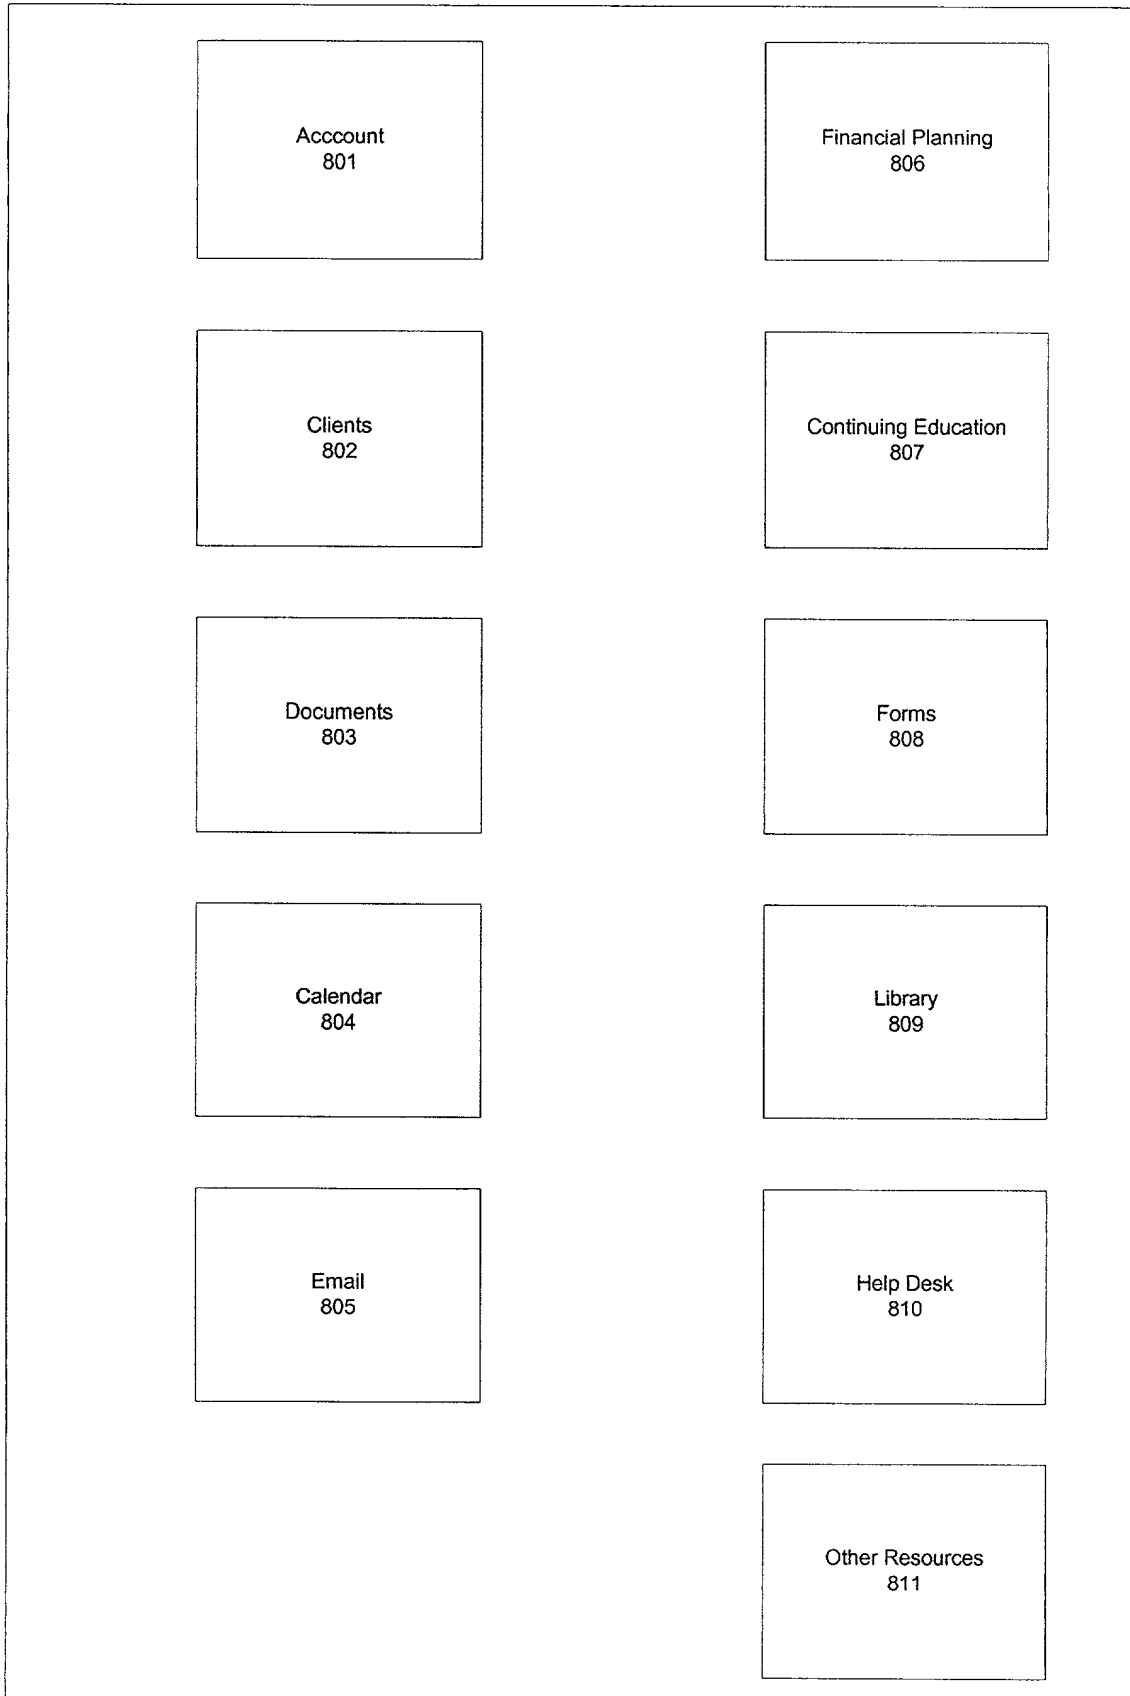 Acccount
801
Clients
802
Documents
803
Calendar
804
Email
805
Financial Planning
806
Continuing Education
807
Forms
808
Library
809
Help Desk
810
Other Resources
811